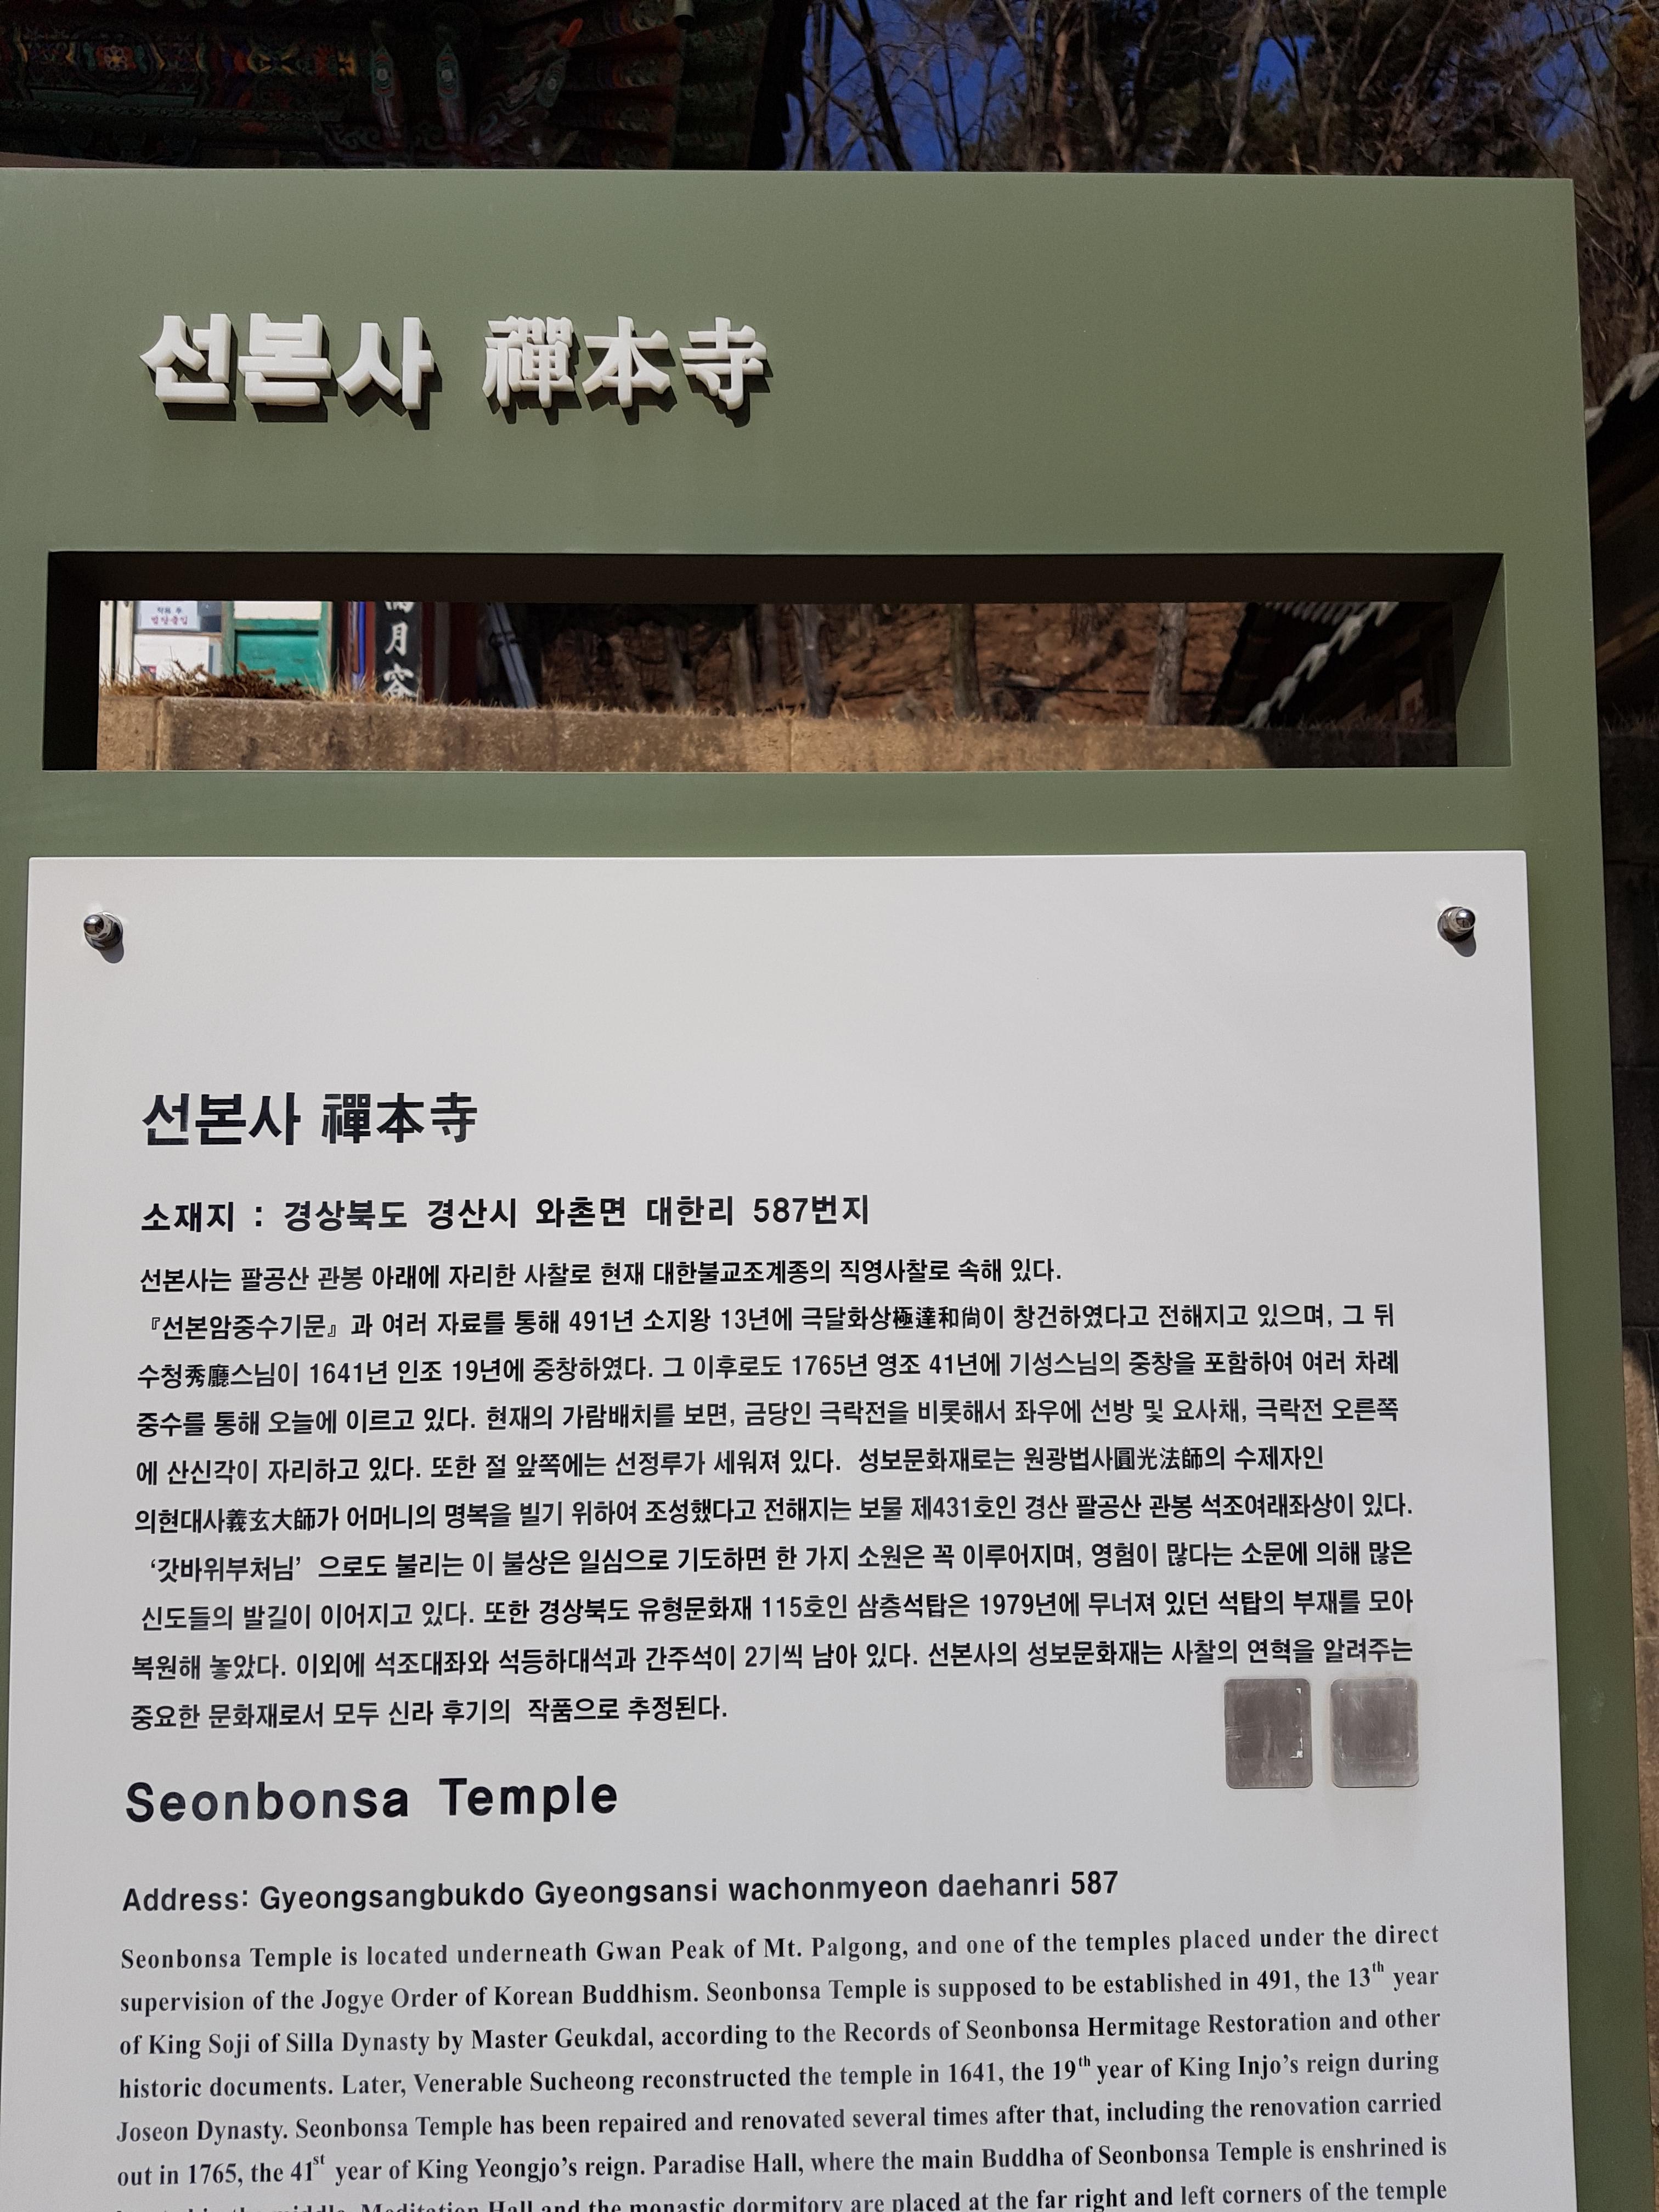 선본사 禪本寺
법당출입
月
선본사 禪本寺
소재지 : 경상북도 경산시 와촌면 대한리 587번지
선본사는 팔공산 관봉 아래에 자리한 사찰로 현재 대한불교조계종의 직영사찰로 속해 있다.
『선본암중수기문』과 여러 자료를 통해 491년 소지왕 13년에 극달화상極達和尙이 창건하였다고 전해지고 있으며, 그 뒤
수청秀廳스님이 1641년 인조 19년에 중창하였다. 그 이후로도 1765년 영조 41년에 기성스님의 중창을 포함하여 여러 차례
중수를 통해 오늘에 이르고 있다. 현재의 가람배치를 보면, 금당인 극락전을 비롯해서 좌우에 선방 및 요사채, 극락전 오른쪽
에 산신각이 자리하고 있다. 또한 절 앞쪽에는 선정루가 세워져 있다. 성보문화재로는 원광법사圓光法師의 수제자인
의현대사義玄大師가 어머니의 명복을 빌기 위하여 조성했다고 전해지는 보물 제431호인 경산 팔공산 관봉 석조여래좌상이 있다.
‘갓바위부처님’ 으로도 불리는 이 불상은 일심으로 기도하면 한 가지 소원은 꼭 이루어지며, 영험이 많다는 소문에 의해 많은
신도들의 발길이 이어지고 있다. 또한 경상북도 유형문화재 115호인 삼층석탑은 1979년에 무너져 있던 석탑의 부재를 모아
복원해 놓았다. 이외에 석조대좌와 석등하대석과 간주석이 2기씩 남아 있다. 선본사의 성보문화재는 사찰의 연혁을 알려주는
중요한 문화재로서 모두 신라 후기의 작품으로 추정된다.
Seonbonsa Temple
Address: Gyeongsangbukdo Gyeongsansi wachonmyeon daehanri 587
Seonbonsa Temple is located underneath Gwan Peak of Mt. Palgong, and one of the temples placed under the direct
supervision of the Jogye Order of Korean Buddhism. Seonbonsa Temple is supposed to be established in 491, the 13th year
of King Soji of Silla Dynasty by Master Geukdal, according to the Records of Seonbonsa Hermitage Restoration and other
historic documents. Later, Venerable Sucheong reconstructed the temple in 1641, the 19th year of King Injo’s reign during
Joseon Dynasty. Seonbonsa Temple has been repaired and renovated several times after that, including the renovation carried
out in 1765, the 41st year of King Yeongjo’s reign. Paradise Hall, where the main Buddha of Seonbonsa Temple is enshrined is
middle. Meditation Hall and the monastic dormitory are placed at the far right and left corners of the temple